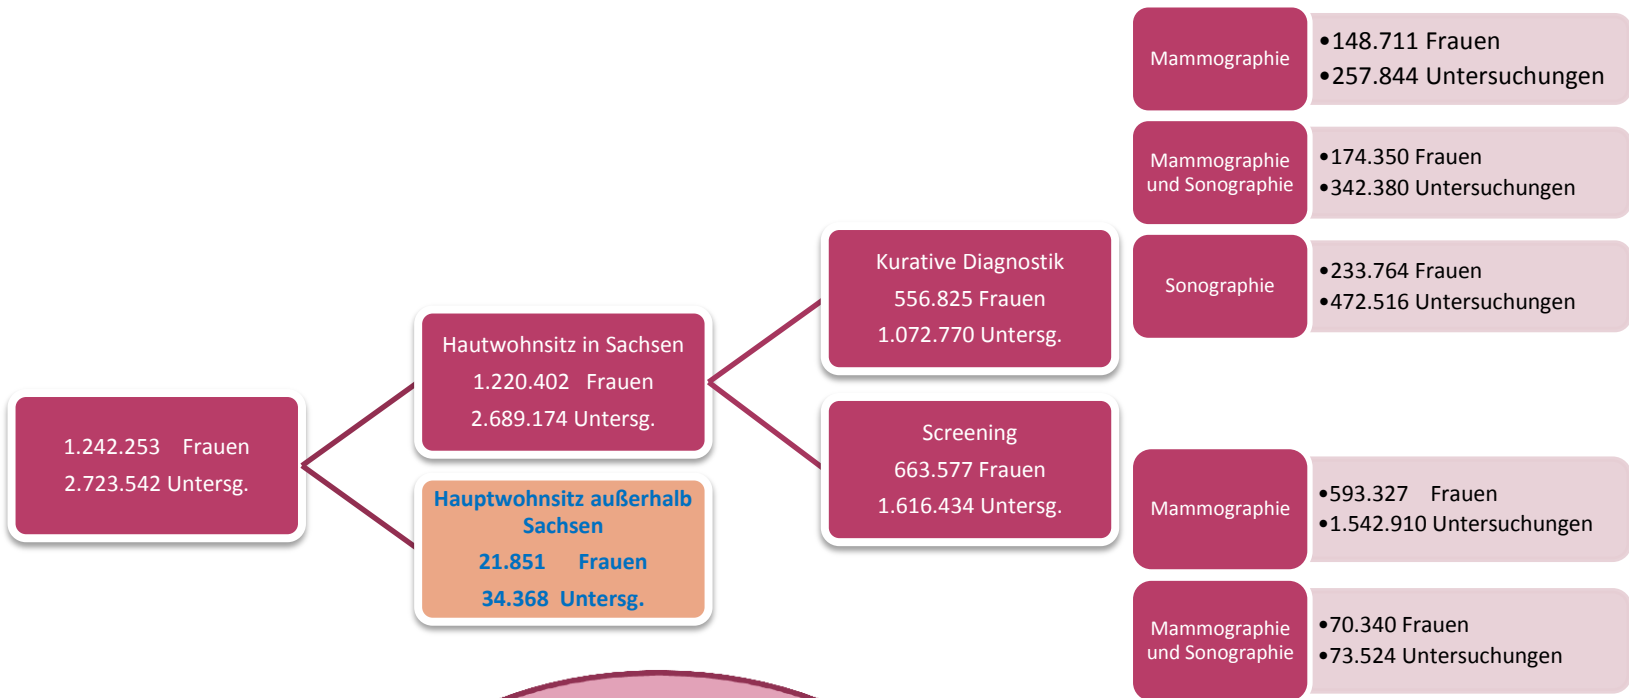 1.242.253 Frauen
2.723.542 Untersg.
Hautwohnsitz in Sachsen
1.220.402 Frauen
2.689.174 Untersg.
Hauptwohnsitz außerhalb
Sachsen
21.851 Frauen
34.368 Untersg.
Kurative Diagnostik
556.825 Frauen
1.072.770 Untersg.
Screening
663.577 Frauen
1.616.434 Untersg.
Mammographie
•148.711 Frauen
•257.844 Untersuchungen
Mammographie
und Sonographie
•174.350 Frauen
•342.380 Untersuchungen
Sonographie
•233.764 Frauen
•472.516 Untersuchungen
Mammographie
•593.327 Frauen
•1.542.910 Untersuchungen
Mammographie
und Sonographie
•70.340 Frauen
•73.524 Untersuchungen